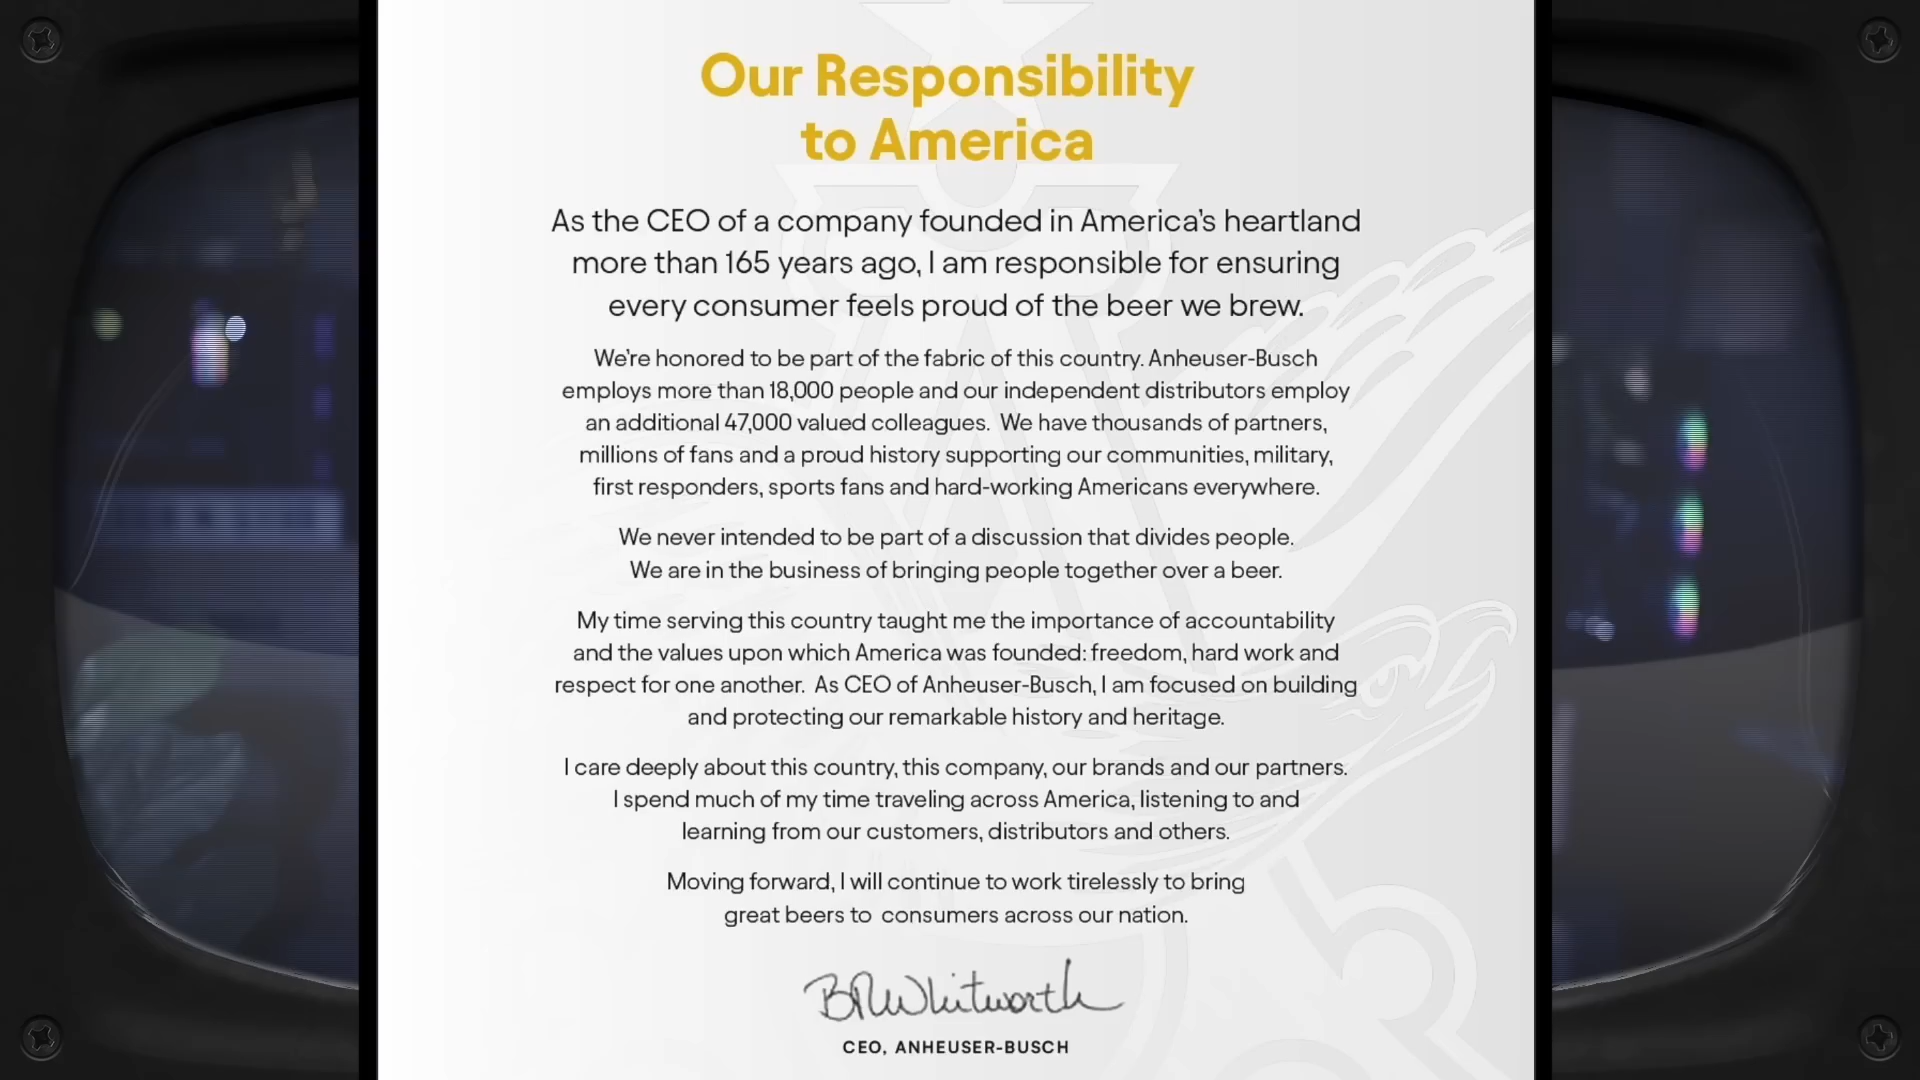 Our Responsibility
to America
As the CEO of a company founded in America's heartland
more than 165 years ago, I am responsible for ensuring
every consumer feels proud of the beer we brew.
We're honored to be part of the fabric of this country. Anheuser-Busch
employs more than 18,000 people and our independent distributors employ
an additional 47,000 valued colleagues. We have thousands of partners,
millions of fans and a proud history supporting our communities, military,
first responders, sports fans and hard-working Americans everywhere.
We never intended to be part of a discussion that divides people.
We are in the business of bringing people together over a beer.
My time serving this country taught me the importance of accountability
and the values upon which America was founded: freedom, hard work and
respect for one another. As CEO of Anheuser-Busch, I am focused on building
and protecting our remarkable history and heritage.
I care deeply about this country, this company, our brands and our partners.
I spend much of my time traveling across America, listening to and
learning from our customers, distributors and others.
Moving forward, I will continue to work tirelessly to bring
great beers to consumers across our nation.
BRWhitworth
CEO, ANHEUSER-BUSCH